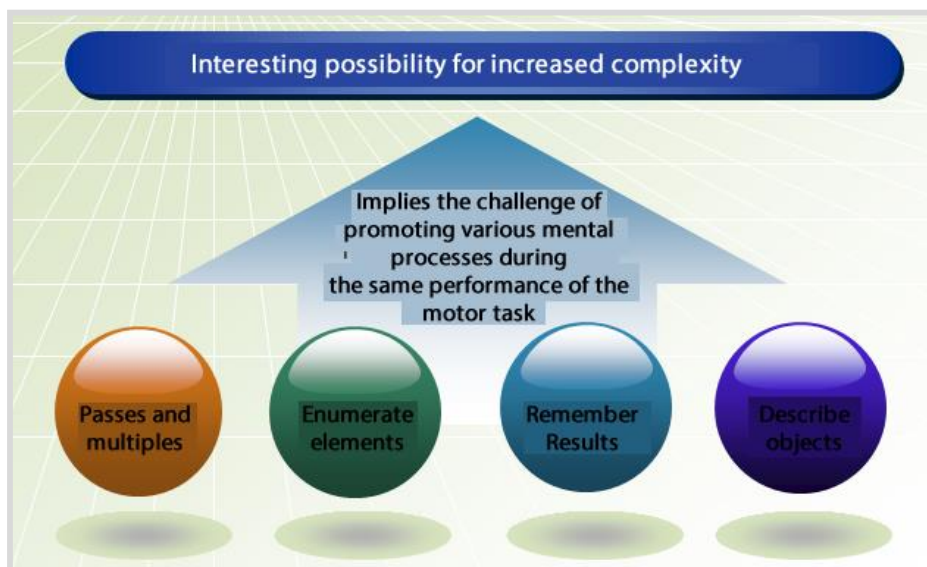 Interesting possibility for increased complexity
Implies the challenge of
promoting various mental
processes during
the same performance of the
motor task
Passes and
multiples
Enumerate
elements
Remember
Results
Describe
objects